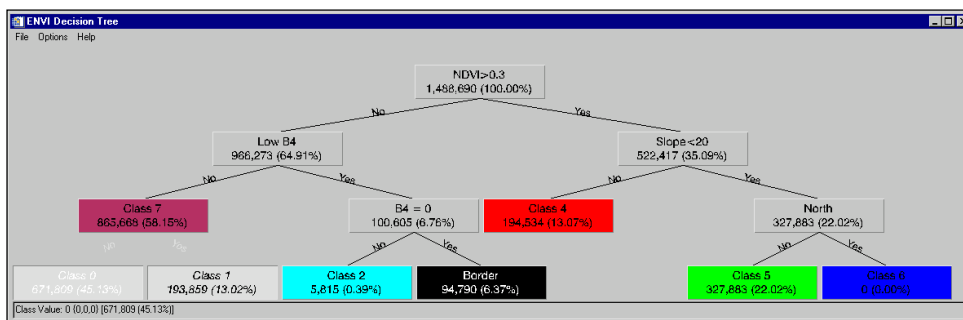 ENVI Decision Tree
File Options Help
NDVI>0.3
1,488,690 (100.00%)
No
Yes
Low B4
966,273 (64.91%)
Slope<20
522,417 (35.09%)
No
Yes
No
Yes
Class 7
865,668 (58.15%)
B4 = 0
100,605 (6.76%)
Class 4
194,534 (13.07%)
North
327,883 (22.02%)
No
Yes
No
Yes
No
Yes
Class 0
671,809 (45.13%)
Class 1
193,859 (13.02%)
Class 2
5,815 (0.39%)
Border
94,790 (6.37%)
Class 5
327,883 (22.02%)
Class 6
0 (0.00%)
Class Value: 0 {0,0,0} [671,809 (45.13%)]